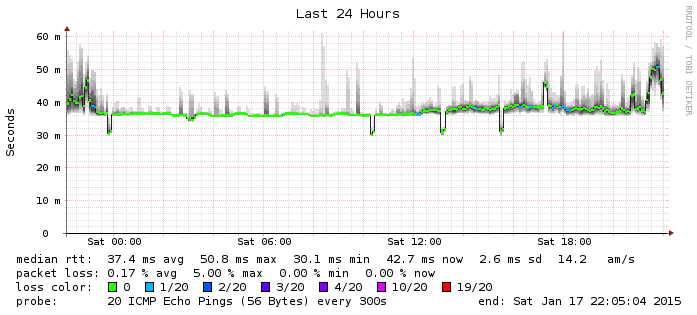 Last 24 Hours
RRDTOOL / TOBI OETIKER
Seconds
60 m
50 m
40 m
30 m
20 m
10 m
0
Sat 00:00 Sat 06:00 Sat 12:00 Sat 18:00
median rtt: 37.4 ms avg 50.8 ms max 30.1 ms min 42.7 ms now 2.6 ms sd 14.2 am/s
packet loss: 0.17 % avg 5.00 % max 0.00 % min 0.00 % now
loss color: 0 1/20 2/20 3/20 4/20 10/20 19/20
probe: 20 ICMP Echo Pings (56 Bytes) every 300s end: Sat Jan 17 22:05:04 2015